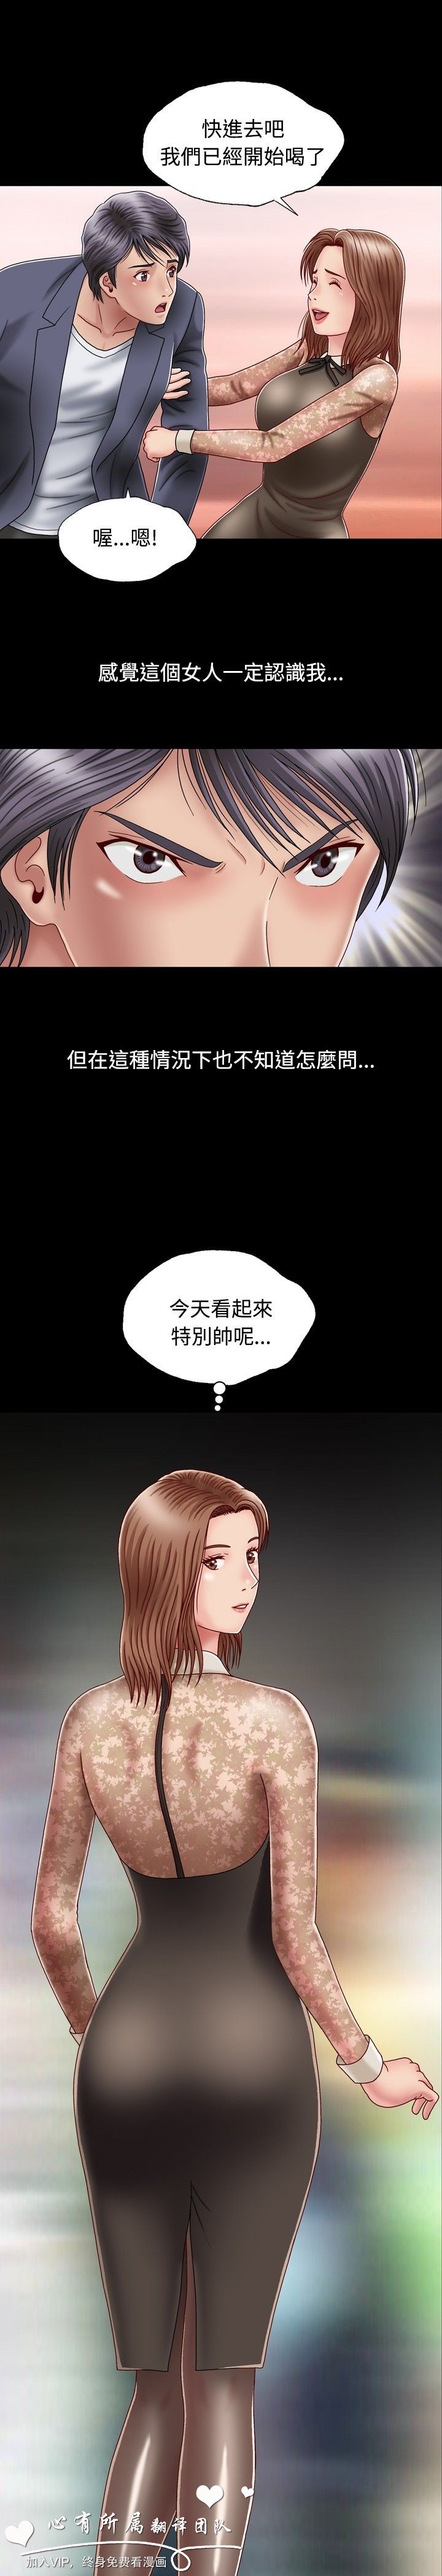 快進去吧
我們已經開始喝了
喔...嗯!
感覺這個女人一定認識我...
但在這種情況下也不知道怎麼問...
今天看起來
特別帥呢...
心有所属翻译团队
加入VIP，终身免费看漫画